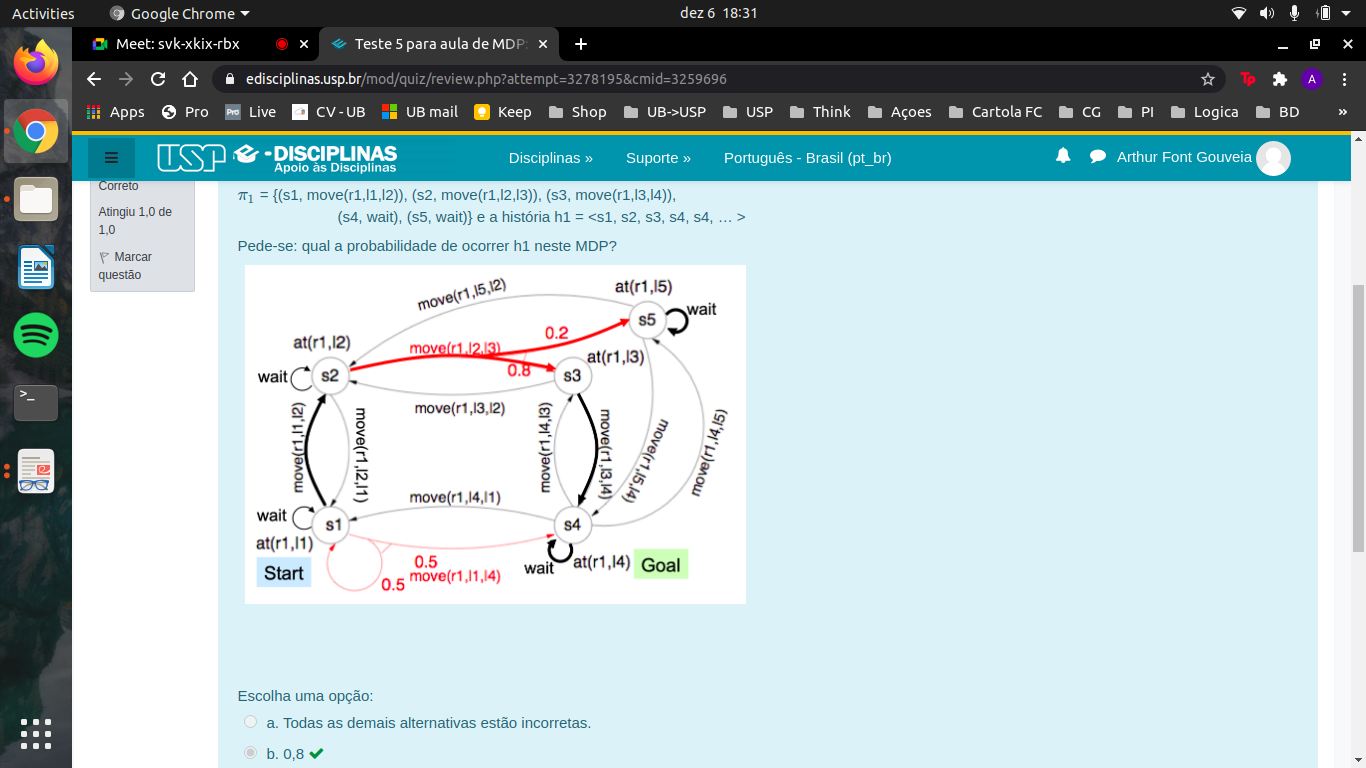 Activities
Google Chrome
dez 6 18:31
Meet: svk-xkix-rbx
Teste 5 para aula de MDP
edisciplinas.usp.br/mod/quiz/review.php?attempt=3278195&cmid=3259696
A
Apps
Pro
Live
CV - UB
UB mail
Keep
Shop
UB->USP
USP
Think
Açoes
Cartola FC
CG
PI
Logica
BD
»
USP e-DISCIPLINAS
Apoio às Disciplinas
Disciplinas »
Suporte »
Português - Brasil (pt_br)
Arthur Font Gouveia
Correto
Atingiu 1,0 de
1,0
Marcar
questão
π1 = {(s1, move(r1,l1,l2)), (s2, move(r1,l2,l3)), (s3, move(r1,l3,l4)),
(s4, wait), (s5, wait)} e a história h1 = <s1, s2, s3, s4, s4, … >
Pede-se: qual a probabilidade de ocorrer h1 neste MDP?
move(r1,l5,l2)
at(r1,l5)
s5
wait
0.2
at(r1,l2)
move(r1,l2,l3)
at(r1,l3)
0.8
wait
s2
s3
move(r1,l3,l2)
move(r1,l1,l2)
move(r1,l2,l1)
move(r1,l4,l3)
move(r1,l3,l4)
move(r1,l5,l4)
move(r1,l4,l5)
move(r1,l4,l1)
wait
s1
s4
at(r1,l1)
0.5
wait
at(r1,l4)
Goal
Start
0.5
move(r1,l1,l4)
Escolha uma opção:
a. Todas as demais alternativas estão incorretas.
b. 0,8